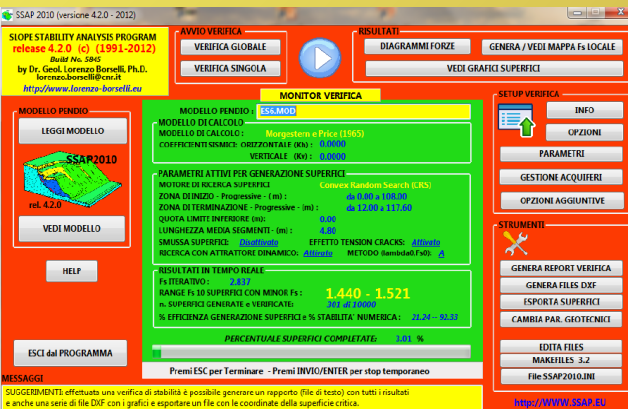 SSAP 2010 (versione 4.2.0 - 2012)
SLOPE STABILITY ANALYSIS PROGRAM
release 4.2.0 (c) (1991-2012)
Build No. 5845
by Dr. Geol. Lorenzo Borselli, Ph.D.
lorenzo.borselli@cnr.it
http://www.lorenzo-borselli.eu
AVVIO VERIFICA
VERIFICA GLOBALE
VERIFICA SINGOLA
RISULTATI
DIAGRAMMI FORZE
GENERA / VEDI MAPPA Fs LOCALE
VEDI GRAFICI SUPERFICI
MODELLO PENDIO
LEGGI MODELLO
SSAP2010
rel. 4.2.0
VEDI MODELLO
HELP
ESCI dal PROGRAMMA
MONITOR VERIFICA
MODELLO PENDIO : ES6.MOD
MODELLO DI CALCOLO
MODELLO DI CALCOLO : Morgestern e Price (1965)
COEFFICIENTI SISMICI: ORIZZONTALE (Kh) : 0.0000
VERTICALE (Kv) : 0.0000
PARAMETRI ATTIVI PER GENERAZIONE SUPERFICI
MOTORE DI RICERCA SUPERFICI Convex Random Search (CRS)
ZONA DI INIZIO - Progressive - ( m) : da 0.00 a 108.00
ZONA DI TERMINAZIONE - Progressive - (m) : da 12.00 a 117.60
QUOTA LIMITE INFERIORE (m): 0.00
LUNGHEZZA MEDIA SEGMENTI - (m) : 4.80
SMUSSA SUPERFICI: Disattivato EFFETTO TENSION CRACKS: Attivato
RICERCA CON ATTRATTORE DINAMICO: Attivato METODO (lambda0.Fs0): A
RISULTATI IN TEMPO REALE
Fs ITERATIVO : 2.837
RANGE Fs 10 SUPERFICI CON MINOR Fs : 1.440 - 1.521
n. SUPERFICI GENERATE e VERIFICATE: 301 di 10000
% EFFICIENZA GENERAZIONE SUPERFICI e % STABILITA' NUMERICA : 21.24 -- 92.33
PERCENTUALE SUPERFICI COMPLETATE: 3.01 %
Premi ESC per Terminare - Premi INVIO/ENTER per stop temporaneo
SETUP VERIFICA
INFO
OPZIONI
PARAMETRI
GESTIONE ACQUIFERI
OPZIONI AGGIUNTIVE
STRUMENTI
GENERA REPORT VERIFICA
GENERA FILES DXF
ESPORTA SUPERFICI
CAMBIA PAR. GEOTECNICI
EDITA FILES
MAKEFILES 3.2
File SSAP2010.INI
http://WWW.SSAP.EU
MESSAGGI
SUGGERIMENTI: effettuata una verifica di stabilità è possibile generare un rapporto (file di testo) con tutti i risultati
e anche una serie di file DXF con i grafici e esportare un file con le coordinate della superficie critica.